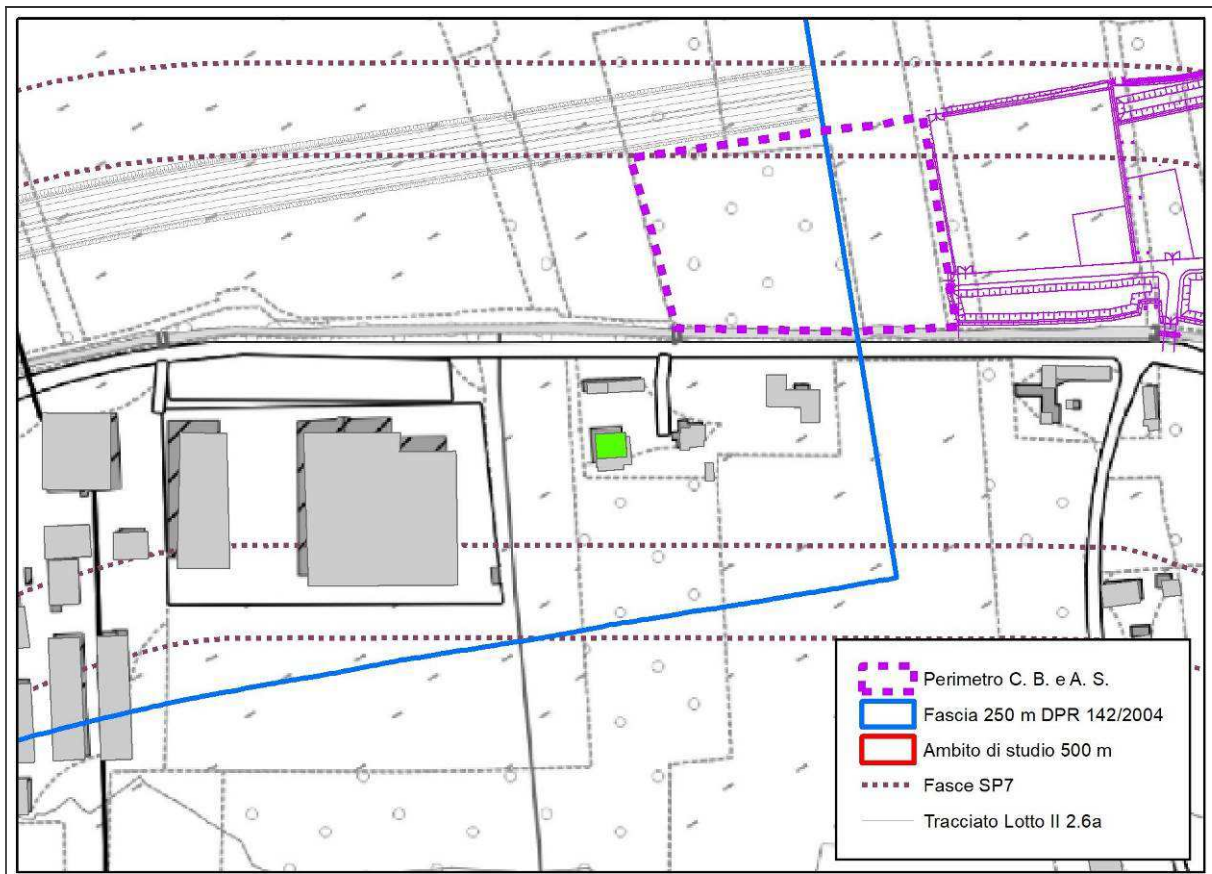 Perimetro C. B. e A. S.
Fascia 250 m DPR 142/2004
Ambito di studio 500 m
Fasce SP7
Tracciato Lotto II 2.6a